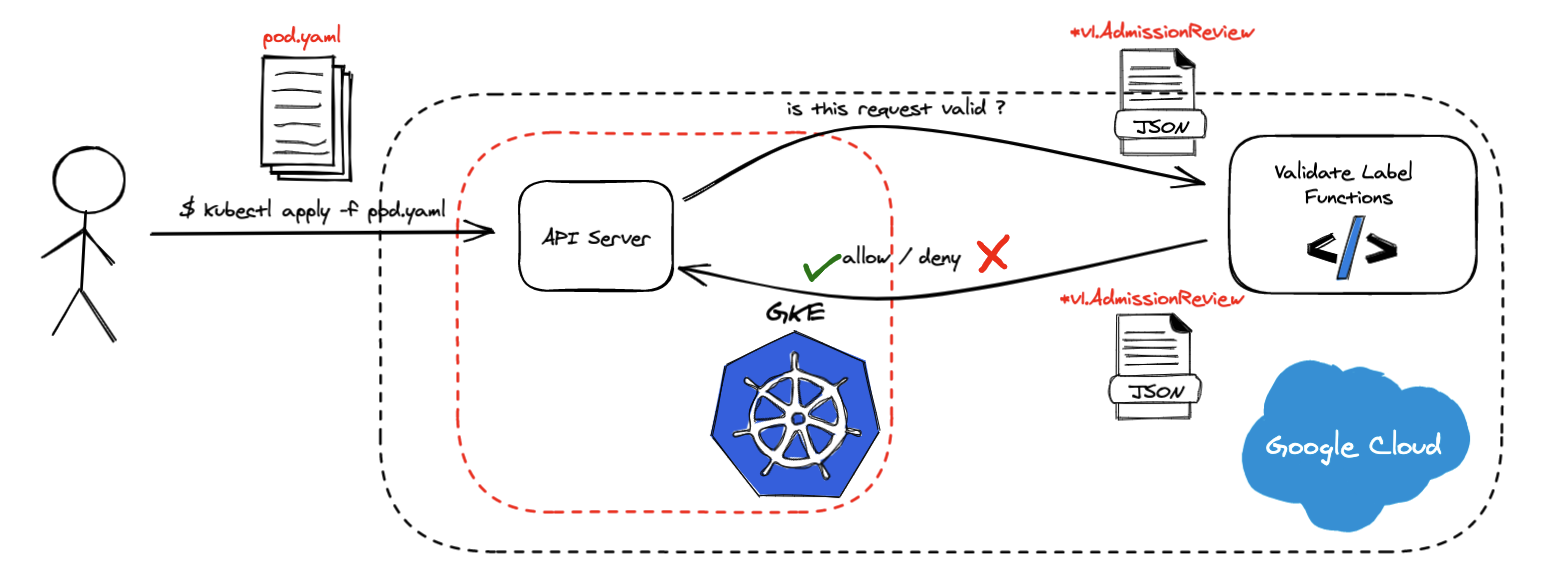 pod.yaml
*v1.AdmissionReview
is this request valid ?
JSON
Validate Label
Functions
</>
$ kubectl apply -f pod.yaml
API Server
allow / deny
*v1.AdmissionReview
GKE
JSON
Google Cloud